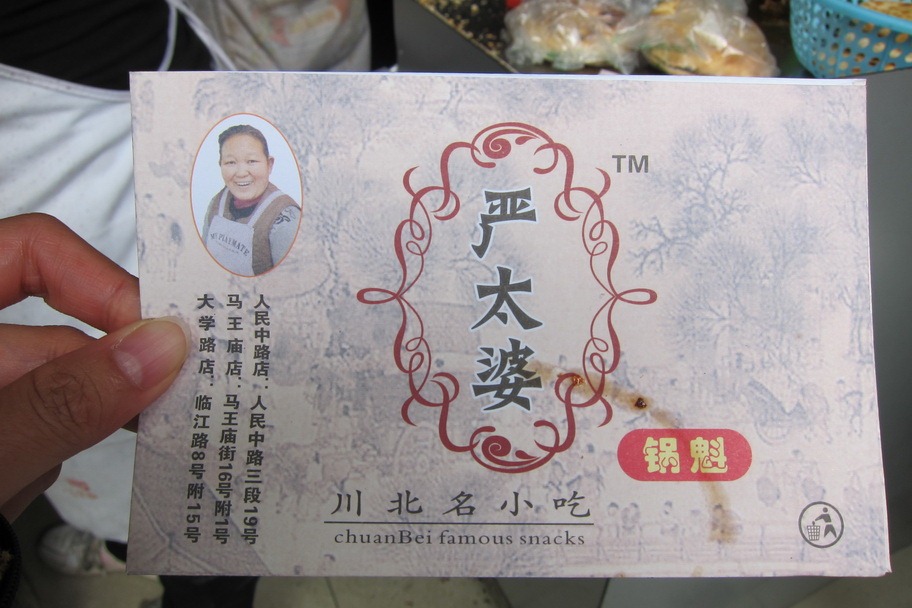 严太婆
TM
锅魁
川北名小吃
chuanBei famous snacks
人民中路店：人民中路三段19号
马王庙店：马王庙街16号附1号
大学路店：临江路8号附15号
MY PLAYMATE